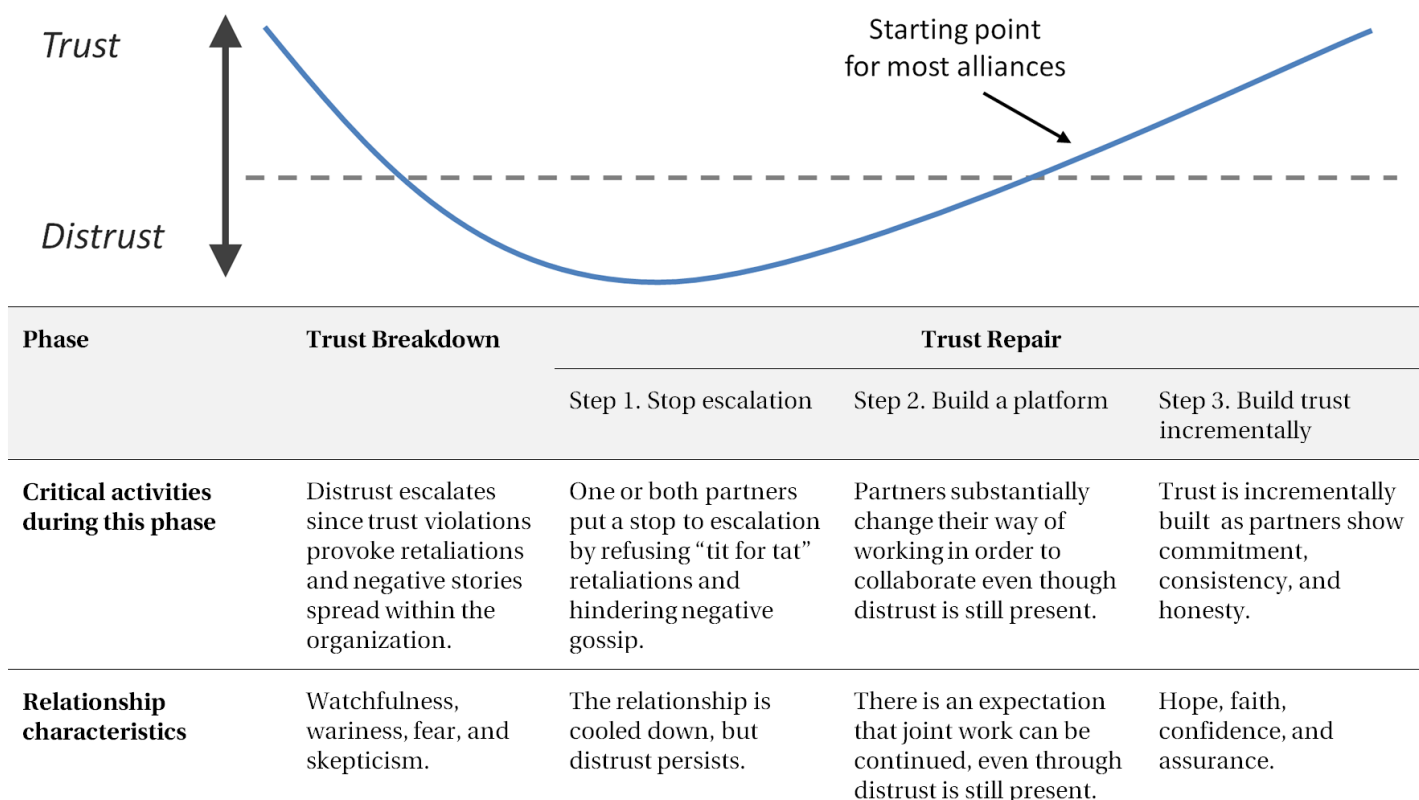 Trust
Starting point
for most alliances
Distrust
Phase
Trust Breakdown
Trust Repair
Step 1. Stop escalation
Step 2. Build a platform
Step 3. Build trust
incrementally
Critical activities
during this phase
Distrust escalates
since trust violations
provoke retaliations
and negative stories
spread within the
organization.
One or both partners
put a stop to escalation
by refusing “tit for tat”
retaliations and
hindering negative
gossip.
Partners substantially
change their way of
working in order to
collaborate even though
distrust is still present.
Trust is incrementally
built as partners show
commitment,
consistency, and
honesty.
Relationship
characteristics
Watchfulness,
wariness, fear, and
skepticism.
The relationship is
cooled down, but
distrust persists.
There is an expectation
that joint work can be
continued, even through
distrust is still present.
Hope, faith,
confidence, and
assurance.